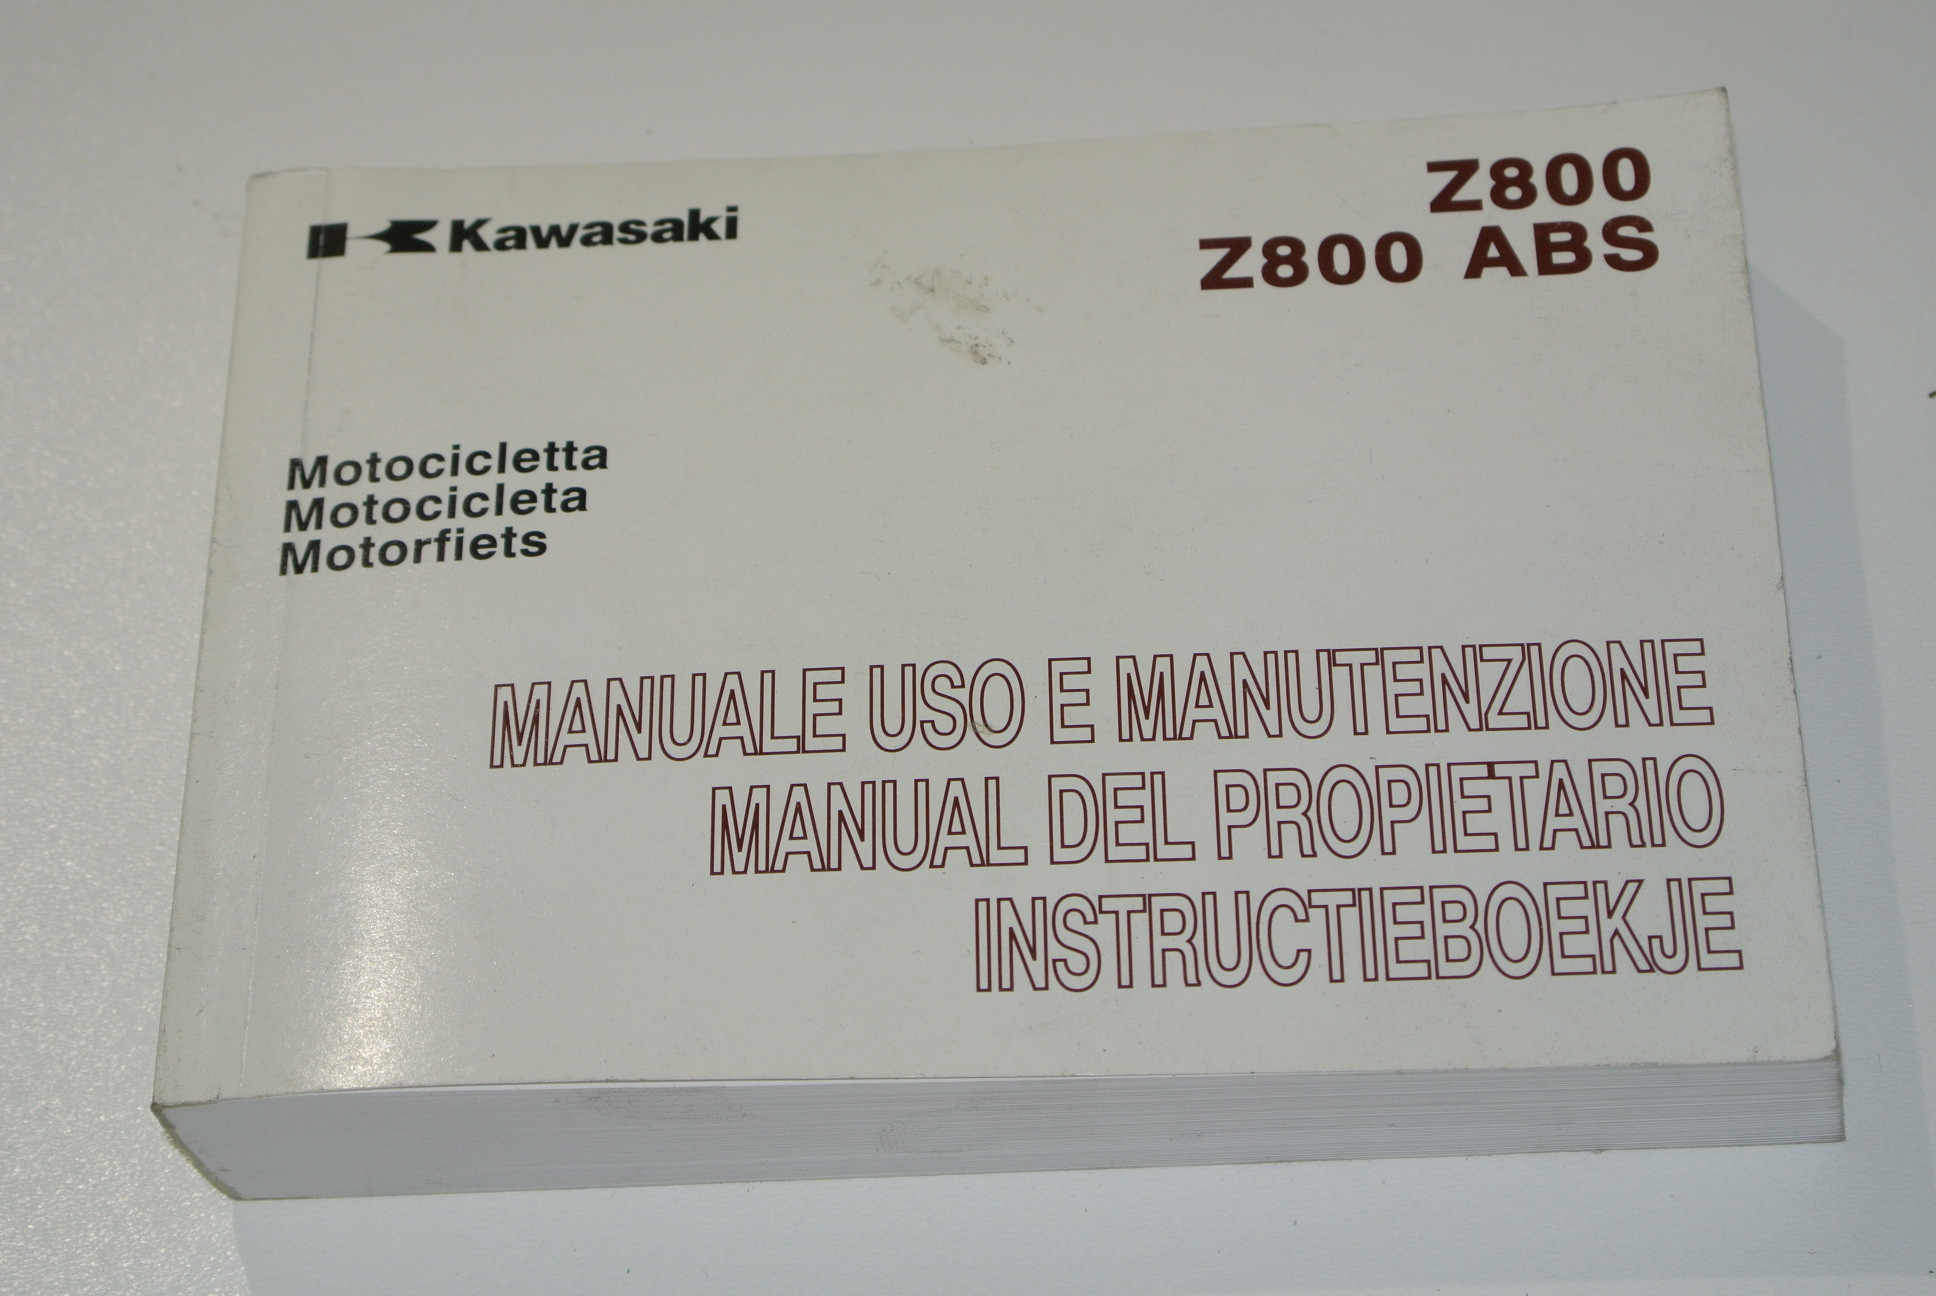 Kawasaki
Z800
Z800 ABS
Motocicletta
Motocicleta
Motorfiets
MANUALE USO E MANUTENZIONE
MANUAL DEL PROPIETARIO
INSTRUCTIEBOEKJE